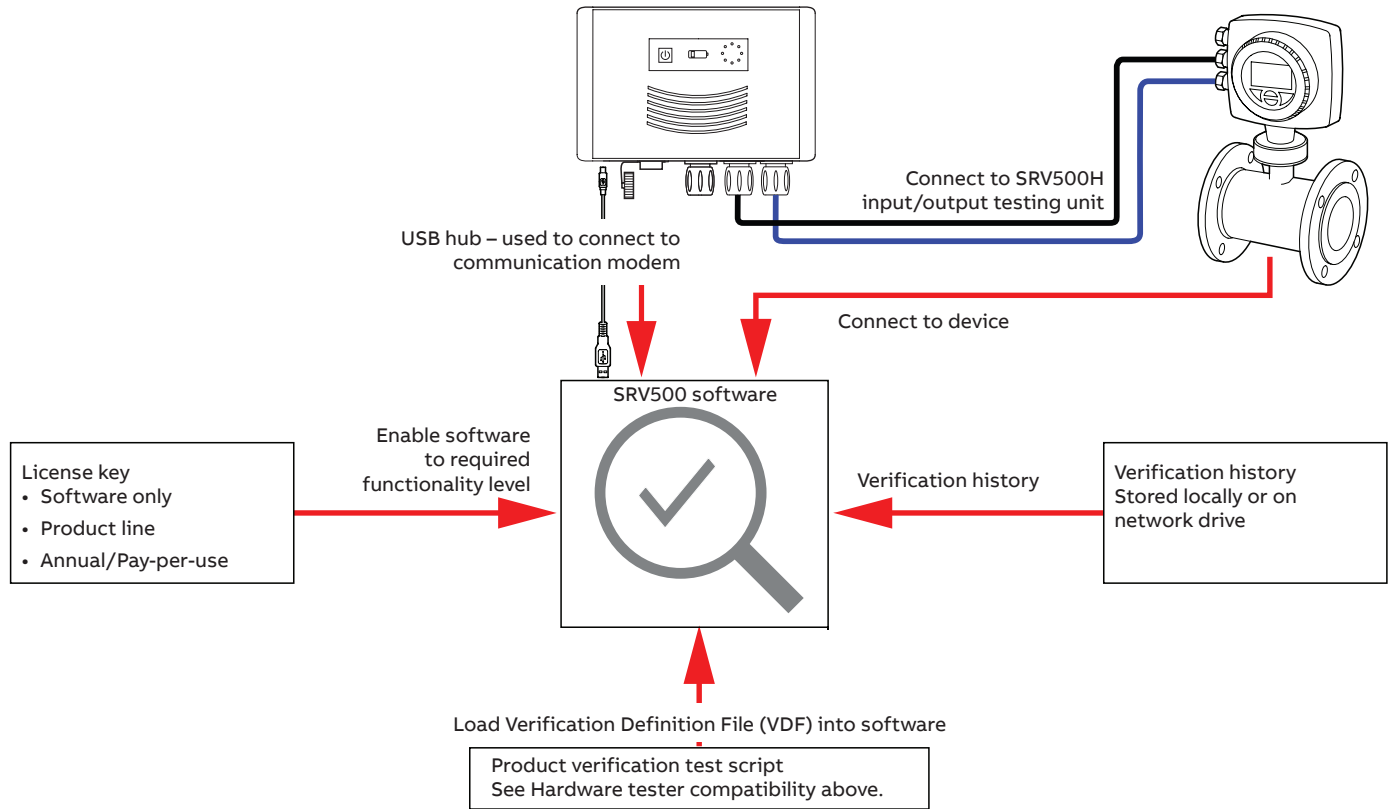 Connect to SRV500H
input/output testing unit
USB hub – used to connect to
communication modem
Connect to device
SRV500 software
Enable software
to required
functionality level
License key
• Software only
• Product line
• Annual/Pay-per-use
Verification history
Verification history
Stored locally or on
network drive
Load Verification Definition File (VDF) into software
Product verification test script
See Hardware tester compatibility above.